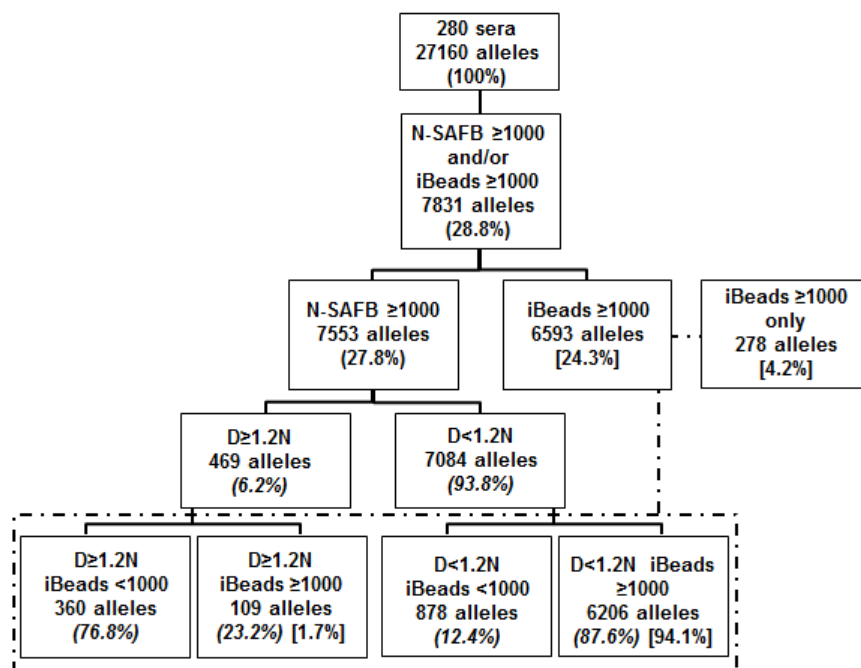 280 sera
27160 alleles
(100%)
N-SAFB ≥1000
and/or
iBeads ≥1000
7831 alleles
(28.8%)
N-SAFB ≥1000
7553 alleles
(27.8%)
iBeads ≥1000
6593 alleles
[24.3%]
iBeads ≥1000
only
278 alleles
[4.2%]
D≥1.2N
469 alleles
(6.2%)
D<1.2N
7084 alleles
(93.8%)
D≥1.2N
iBeads <1000
360 alleles
(76.8%)
D≥1.2N
iBeads ≥1000
109 alleles
(23.2%) [1.7%]
D<1.2N
iBeads <1000
878 alleles
(12.4%)
D<1.2N iBeads
≥1000
6206 alleles
(87.6%) [94.1%]